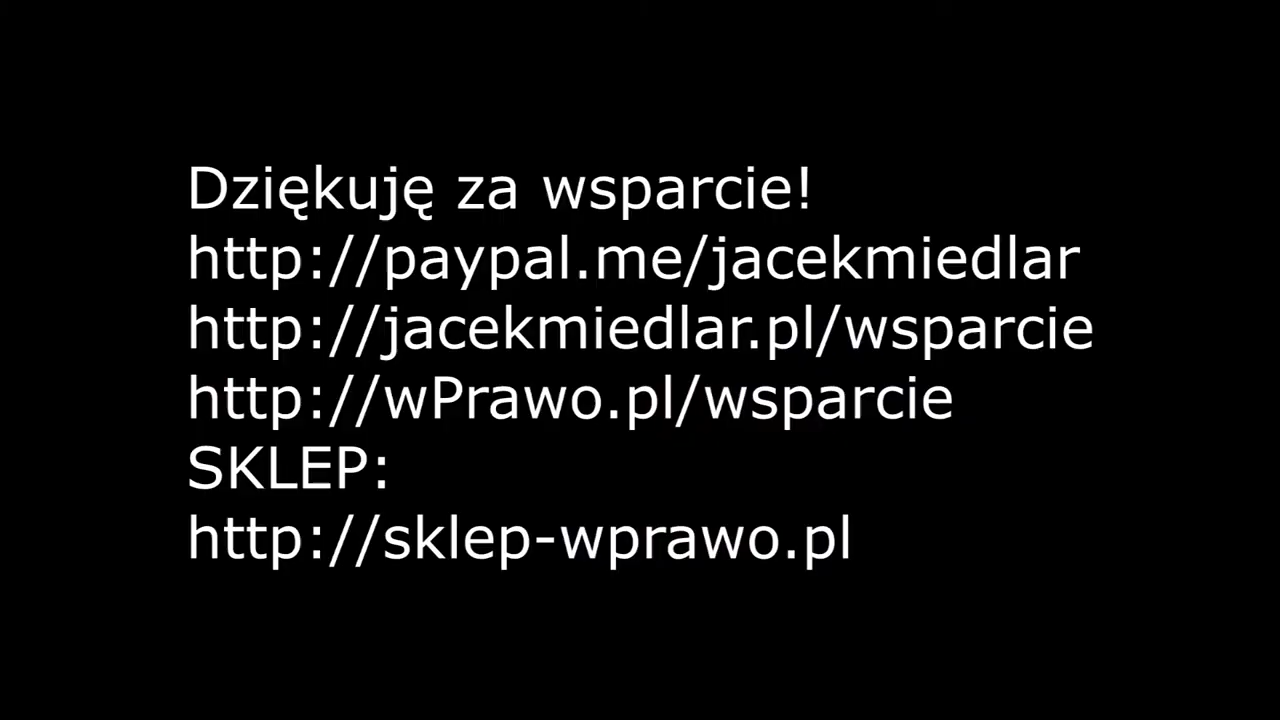 Dziękuję za wsparcie!
http://paypal.me/jacekmiedlar
http://jacekmiedlar.pl/wsparcie
http://wPrawo.pl/wsparcie
SKLEP:
http://sklep-wprawo.pl